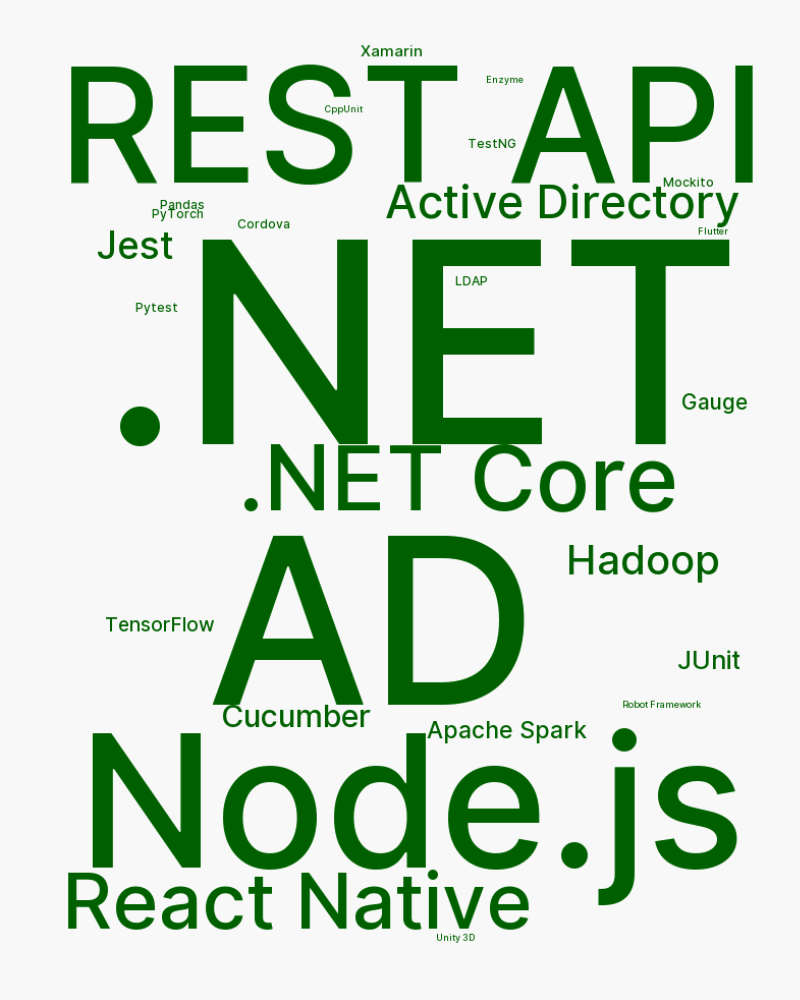 Xamarin
REST API
Enzyme
CppUnit
TestNG
Mockito
Active Directory
Pandas
PyTorch
Cordova
Flutter
Jest
.NET
LDAP
Pytest
Gauge
.NET Core
AD
Hadoop
TensorFlow
JUnit
Robot Framework
Cucumber
Apache Spark
Node.js
React Native
Unity 3D